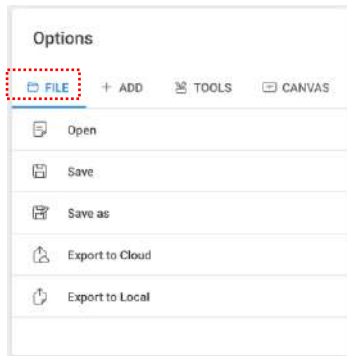 Options
FILE + ADD TOOLS CANVAS
Open
Save
Save as
Export to Cloud
Export to Local